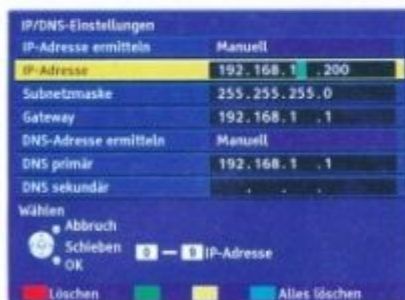 IP/DNS-Einstellungen
IP-Adresse ermitteln Manuell
IP-Adresse 192.168.1 .200
Subnetzmaske 255.255.255.0
Gateway 192.168.1 .1
DNS-Adresse ermitteln Manuell
DNS primär 192.168.1 .1
DNS sekundär . . .
Wählen
Abbruch
Schieben 0 — 9 IP-Adresse
OK
Löschen Alles löschen